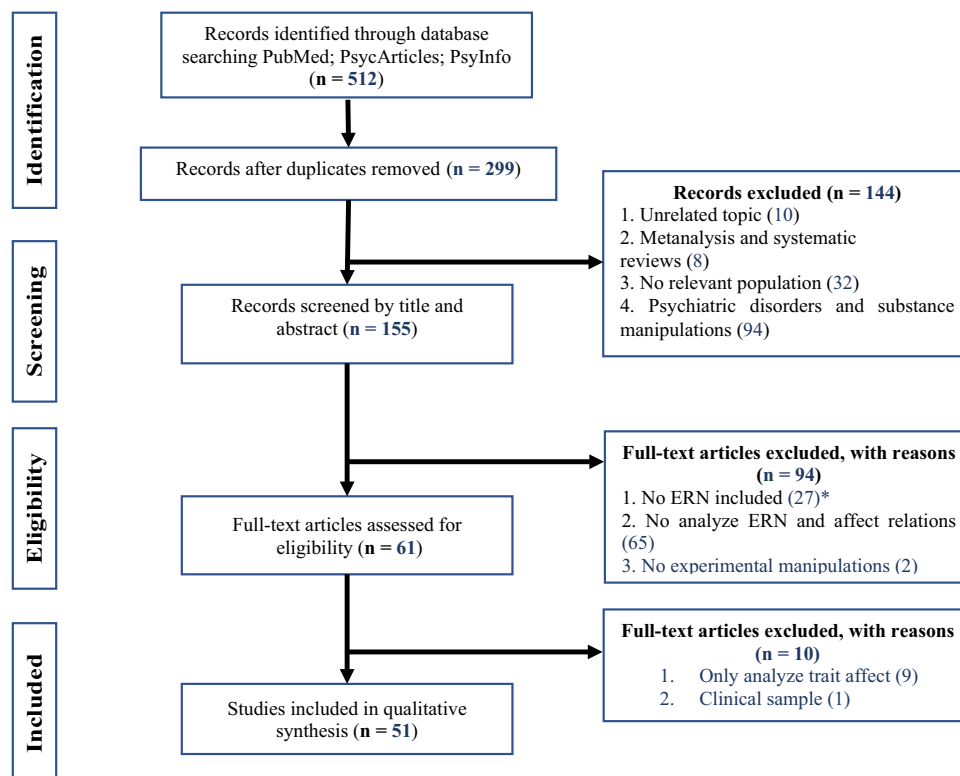 Identification
Records identified through database
searching PubMed; PsycArticles; PsyInfo
(n = 512)
Records after duplicates removed (n = 299)
Records excluded (n = 144)
1. Unrelated topic (10)
2. Metanalysis and systematic
reviews (8)
3. No relevant population (32)
4. Psychiatric disorders and substance
manipulations (94)
Screening
Records screened by title and
abstract (n = 155)
Eligibility
Full-text articles excluded, with reasons
(n = 94)
1. No ERN included (27)*
2. No analyze ERN and affect relations
(65)
3. No experimental manipulations (2)
Full-text articles assessed for
eligibility (n = 61)
Included
Full-text articles excluded, with reasons
(n = 10)
1. Only analyze trait affect (9)
2. Clinical sample (1)
Studies included in qualitative
synthesis (n = 51)